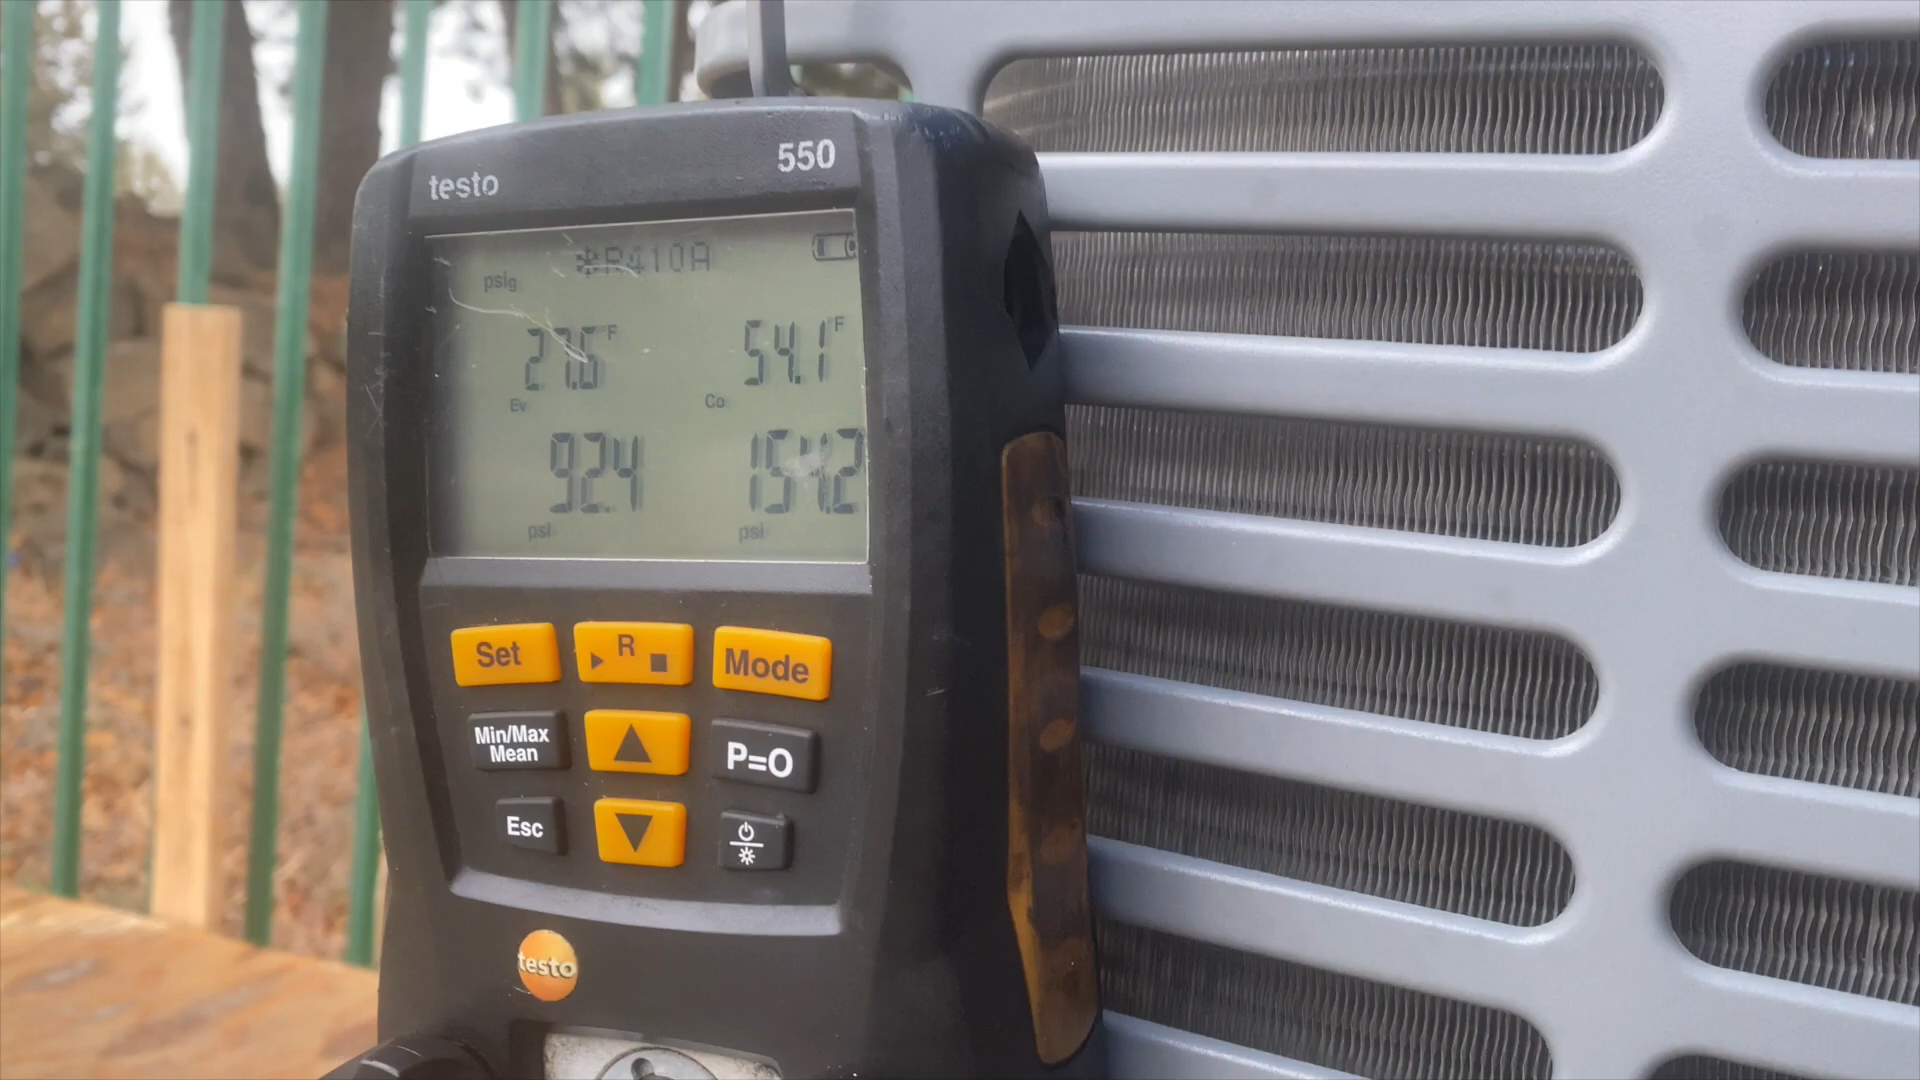 testo 550
*R410A
psig
27.6°F 54.1°F
Ev Co
92.4 154.2
psi psi
Set R Mode
Min/Max
Mean
P=O
Esc
testo